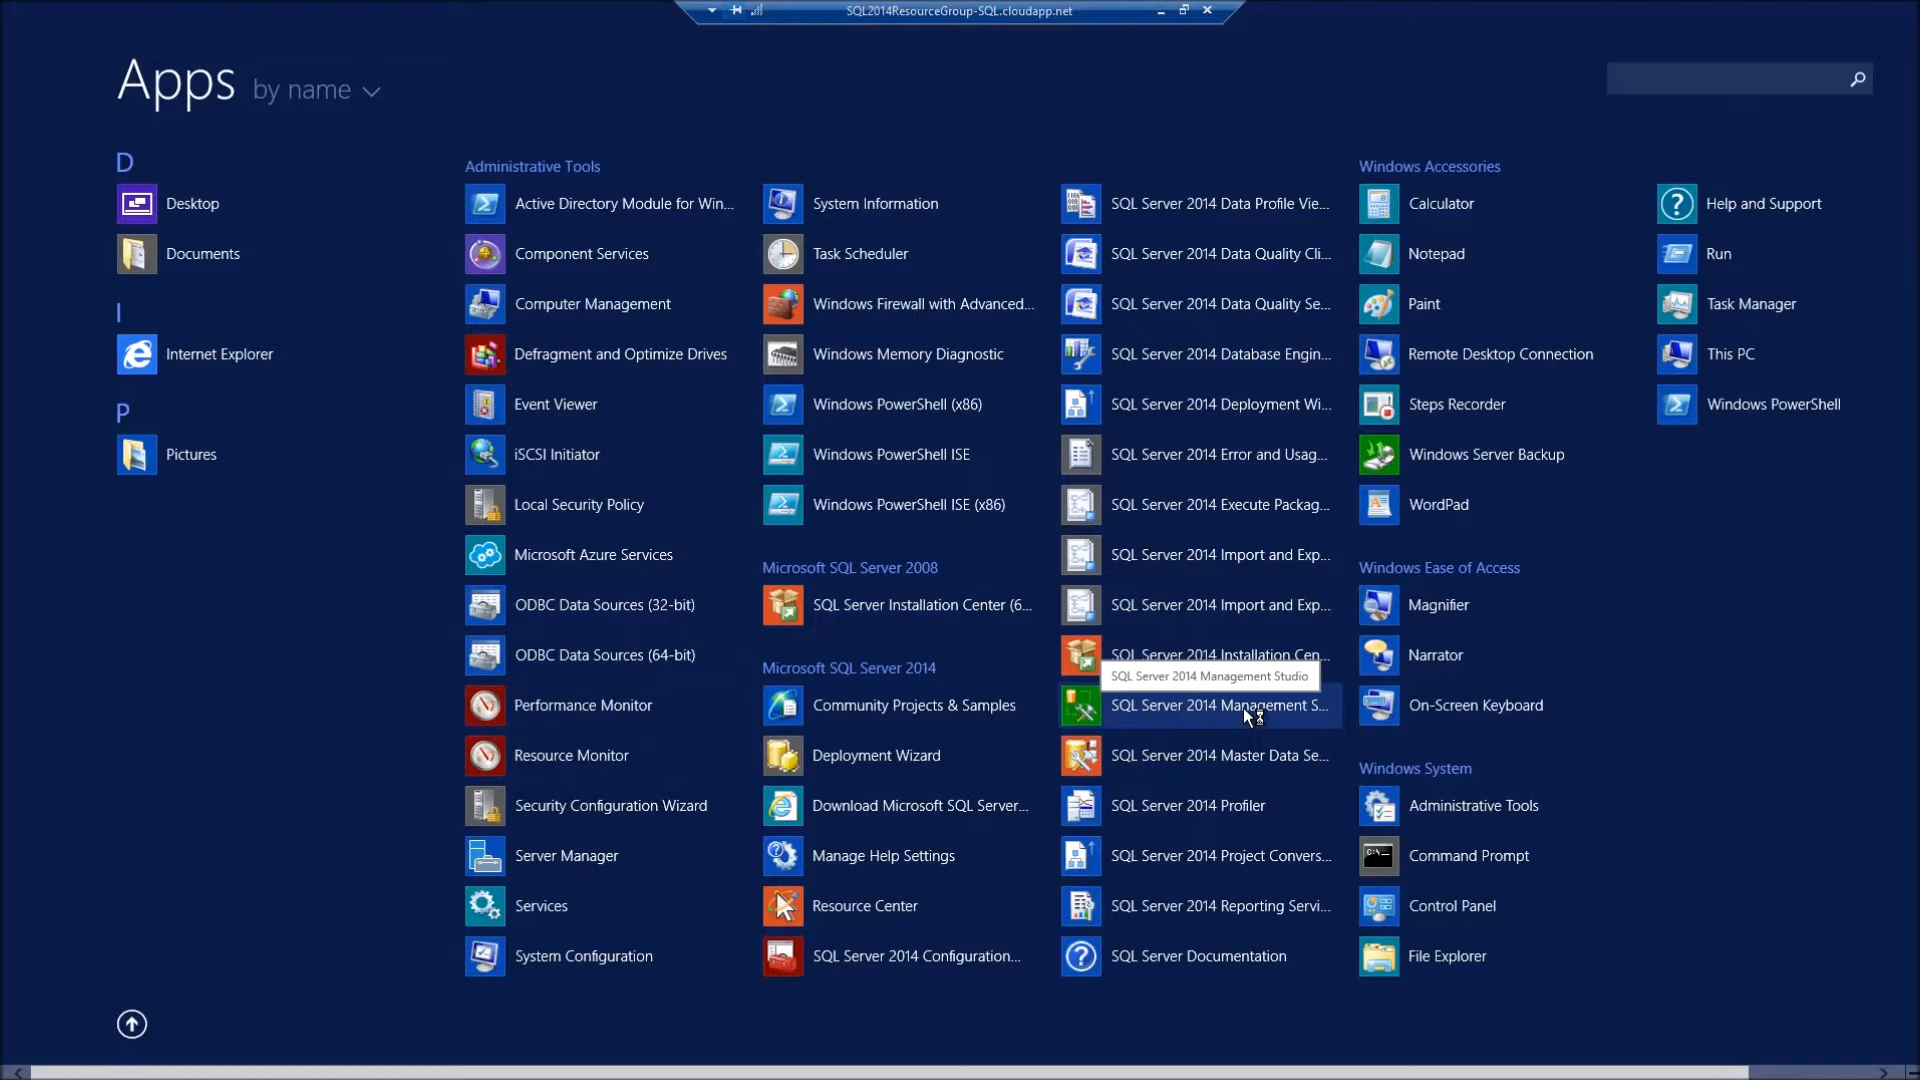 SQL2014ResourceGroup-SQL.cloudapp.net
Apps by name
D
Desktop
Documents
I
Internet Explorer
P
Pictures
Administrative Tools
Active Directory Module for Win...
Component Services
Computer Management
Defragment and Optimize Drives
Event Viewer
iSCSI Initiator
Local Security Policy
Microsoft Azure Services
ODBC Data Sources (32-bit)
ODBC Data Sources (64-bit)
Performance Monitor
Resource Monitor
Security Configuration Wizard
Server Manager
Services
System Configuration
System Information
Task Scheduler
Windows Firewall with Advanced...
Windows Memory Diagnostic
Windows PowerShell (x86)
Windows PowerShell ISE
Windows PowerShell ISE (x86)
Microsoft SQL Server 2008
SQL Server Installation Center (6...
Microsoft SQL Server 2014
Community Projects & Samples
Deployment Wizard
Download Microsoft SQL Server...
Manage Help Settings
Resource Center
SQL Server 2014 Configuration...
SQL Server 2014 Data Profile Vie...
SQL Server 2014 Data Quality Cli...
SQL Server 2014 Data Quality Se...
SQL Server 2014 Database Engin...
SQL Server 2014 Deployment Wi...
SQL Server 2014 Error and Usag...
SQL Server 2014 Execute Packag...
SQL Server 2014 Import and Exp...
SQL Server 2014 Import and Exp...
SQL Server 2014 Installation Cen...
SQL Server 2014 Management Studio
SQL Server 2014 Management S...
SQL Server 2014 Master Data Se...
SQL Server 2014 Profiler
SQL Server 2014 Project Convers...
SQL Server 2014 Reporting Servi...
SQL Server Documentation
Windows Accessories
Calculator
Notepad
Paint
Remote Desktop Connection
Steps Recorder
Windows Server Backup
WordPad
Windows Ease of Access
Magnifier
Narrator
On-Screen Keyboard
Windows System
Administrative Tools
Command Prompt
Control Panel
File Explorer
Help and Support
Run
Task Manager
This PC
Windows PowerShell